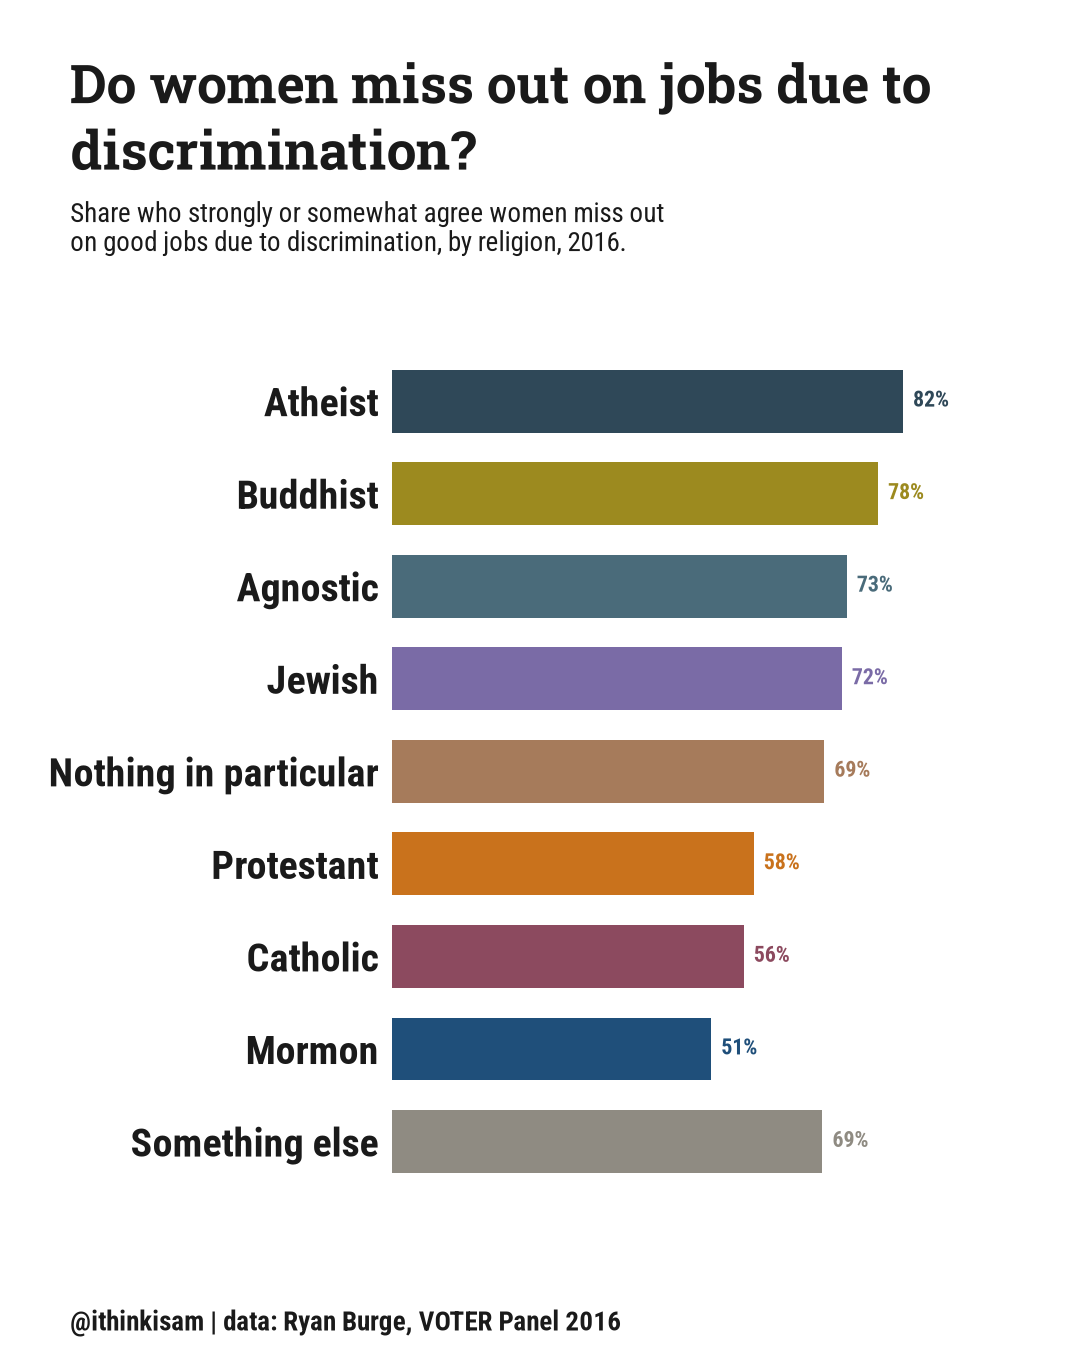 Do women miss out on jobs due to
discrimination?
Share who strongly or somewhat agree women miss out
on good jobs due to discrimination, by religion, 2016.
Atheist 82%
Buddhist 78%
Agnostic 73%
Jewish 72%
Nothing in particular 69%
Protestant 58%
Catholic 56%
Mormon 51%
Something else 69%
@ithinkisam | data: Ryan Burge, VOTER Panel 2016